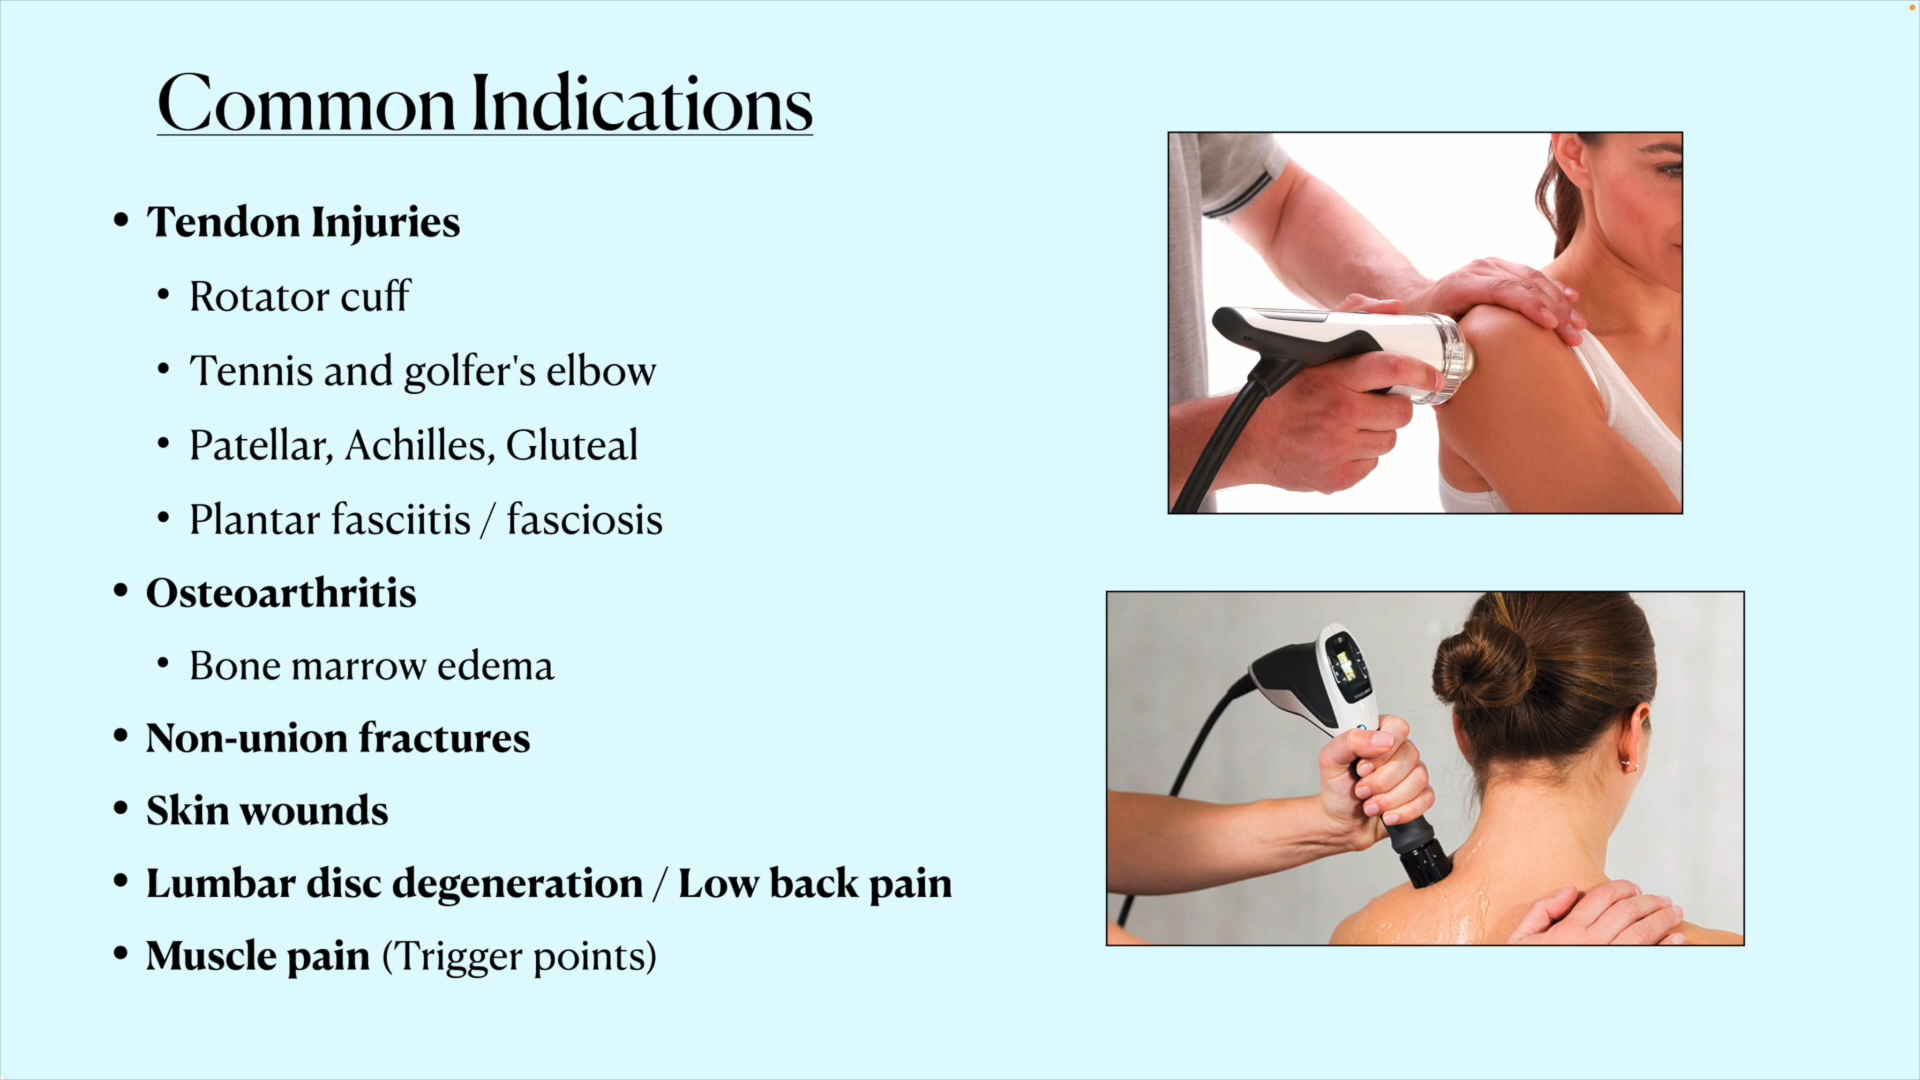 Common Indications
• Tendon Injuries
• Rotator cuff
• Tennis and golfer's elbow
• Patellar, Achilles, Gluteal
• Plantar fasciitis / fasciosis
• Osteoarthritis
• Bone marrow edema
• Non-union fractures
• Skin wounds
• Lumbar disc degeneration / Low back pain
• Muscle pain (Trigger points)